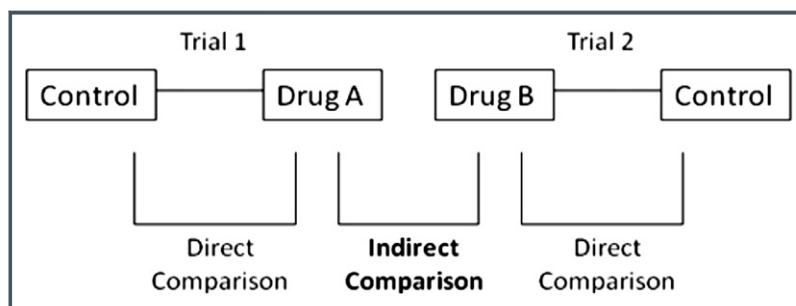 Trial 1 Trial 2
Control Drug A Drug B Control
Direct Indirect Direct
Comparison Comparison Comparison